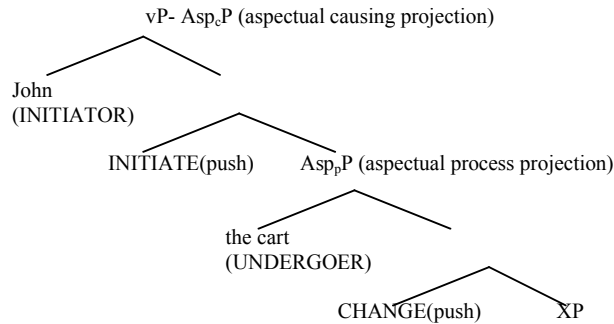 vP- AspcP (aspectual causing projection)
John
(INITIATOR)
INITIATE(push) AsppP (aspectual process projection)
the cart
(UNDERGOER)
CHANGE(push) XP